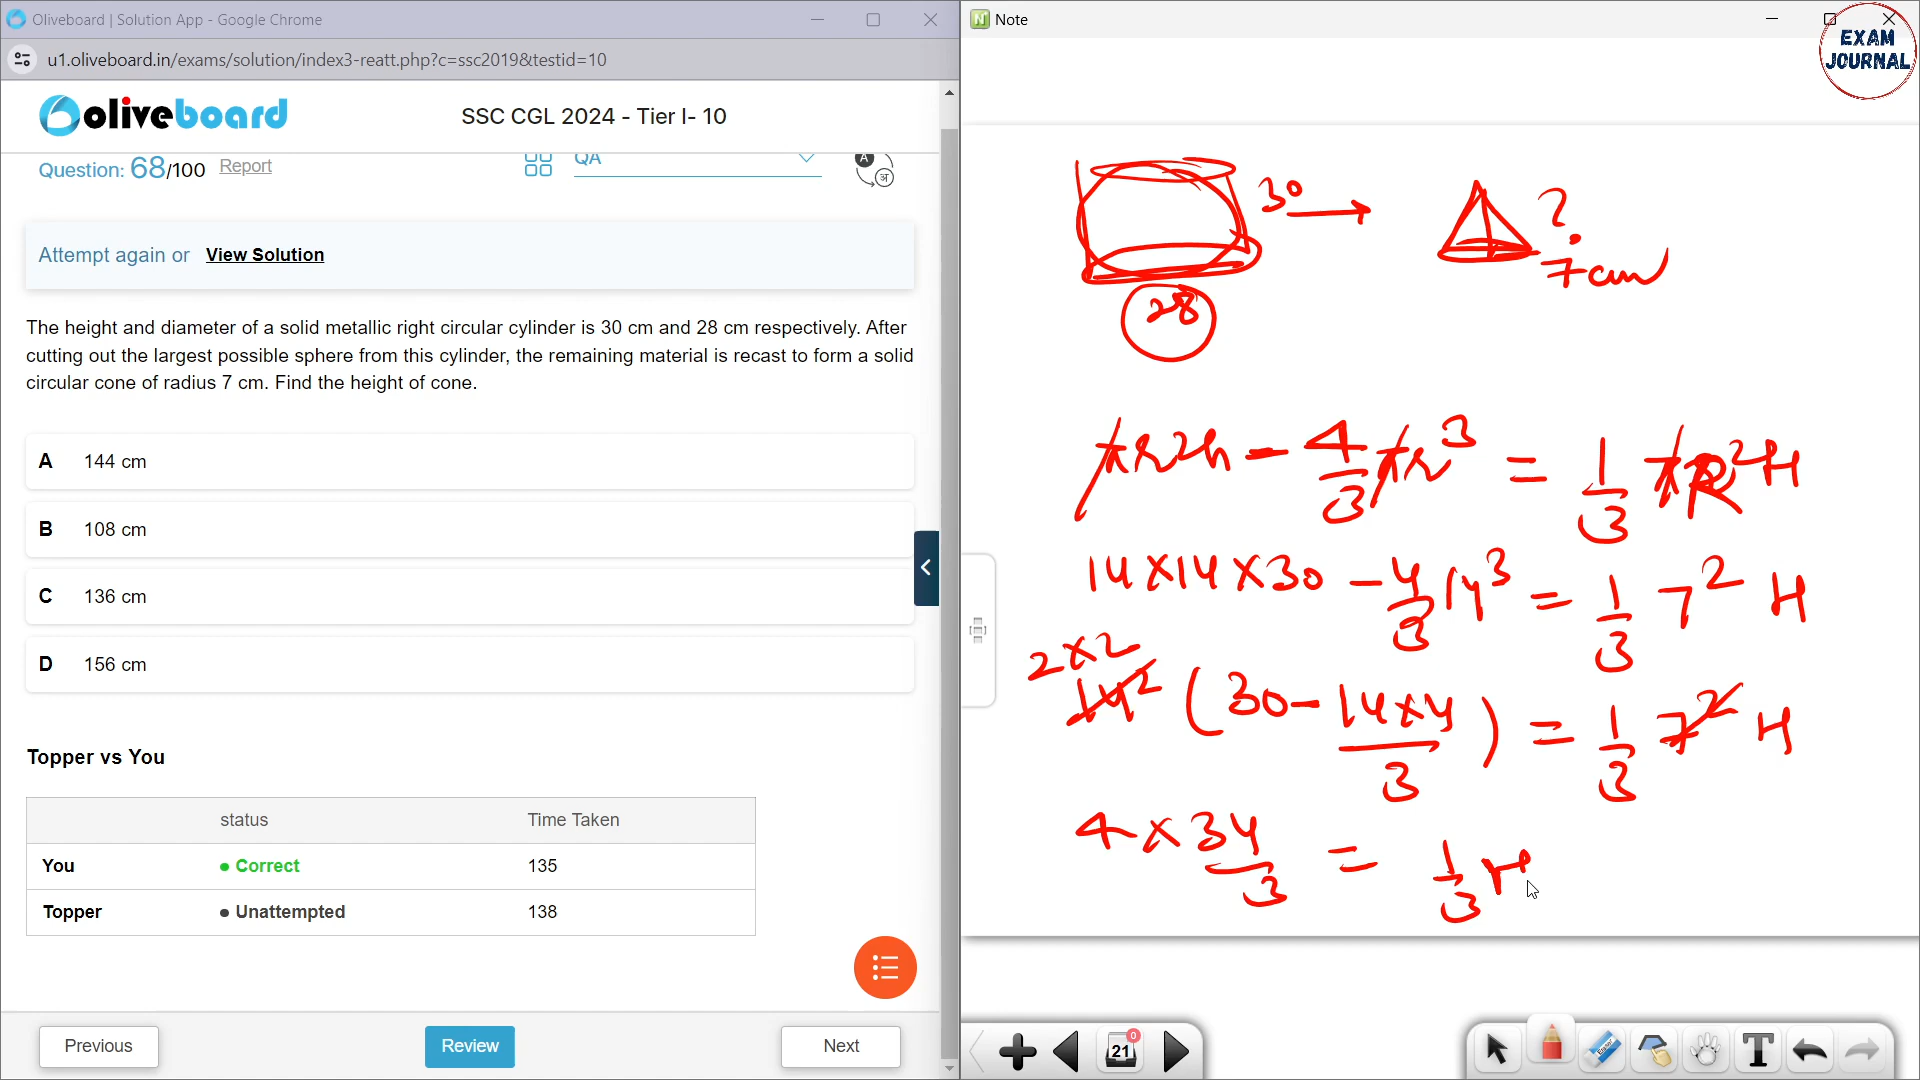 Oliveboard | Solution App - Google Chrome
u1.oliveboard.in/exams/solution/index3-reatt.php?c=ssc2019&testid=10
oliveboard
SSC CGL 2024 - Tier I- 10
Question: 68/100 Report
QA
A
अ
Attempt again or View Solution
The height and diameter of a solid metallic right circular cylinder is 30 cm and 28 cm respectively. After
cutting out the largest possible sphere from this cylinder, the remaining material is recast to form a solid
circular cone of radius 7 cm. Find the height of cone.
A 144 cm
B 108 cm
C 136 cm
D 156 cm
Topper vs You
status Time Taken
You Correct 135
Topper Unattempted 138
Previous Review Next
N Note
EXAM
JOURNAL
30 ?
7cm
28
πr2h - 4/3 πr³ = 1/3 πR²H
14×14×30 - 4/3 14³ = 1/3 7² H
2×2
14² (30 - 14×4/3) = 1/3 7² H
4×34/3 = 1/3 H
21
0
T